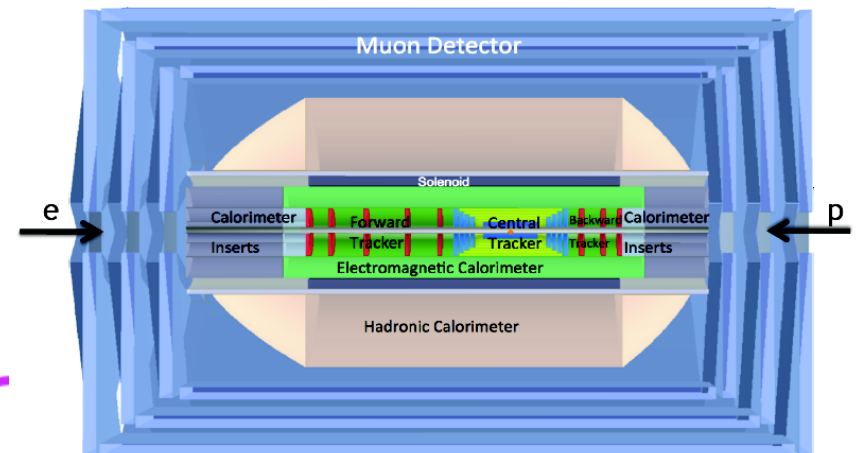 Muon Detector
Solenoid
e
Calorimeter
Inserts
Forward
Tracker
Central
Tracker
Backward
Tracker
Calorimeter
Inserts
p
Electromagnetic Calorimeter
Hadronic Calorimeter